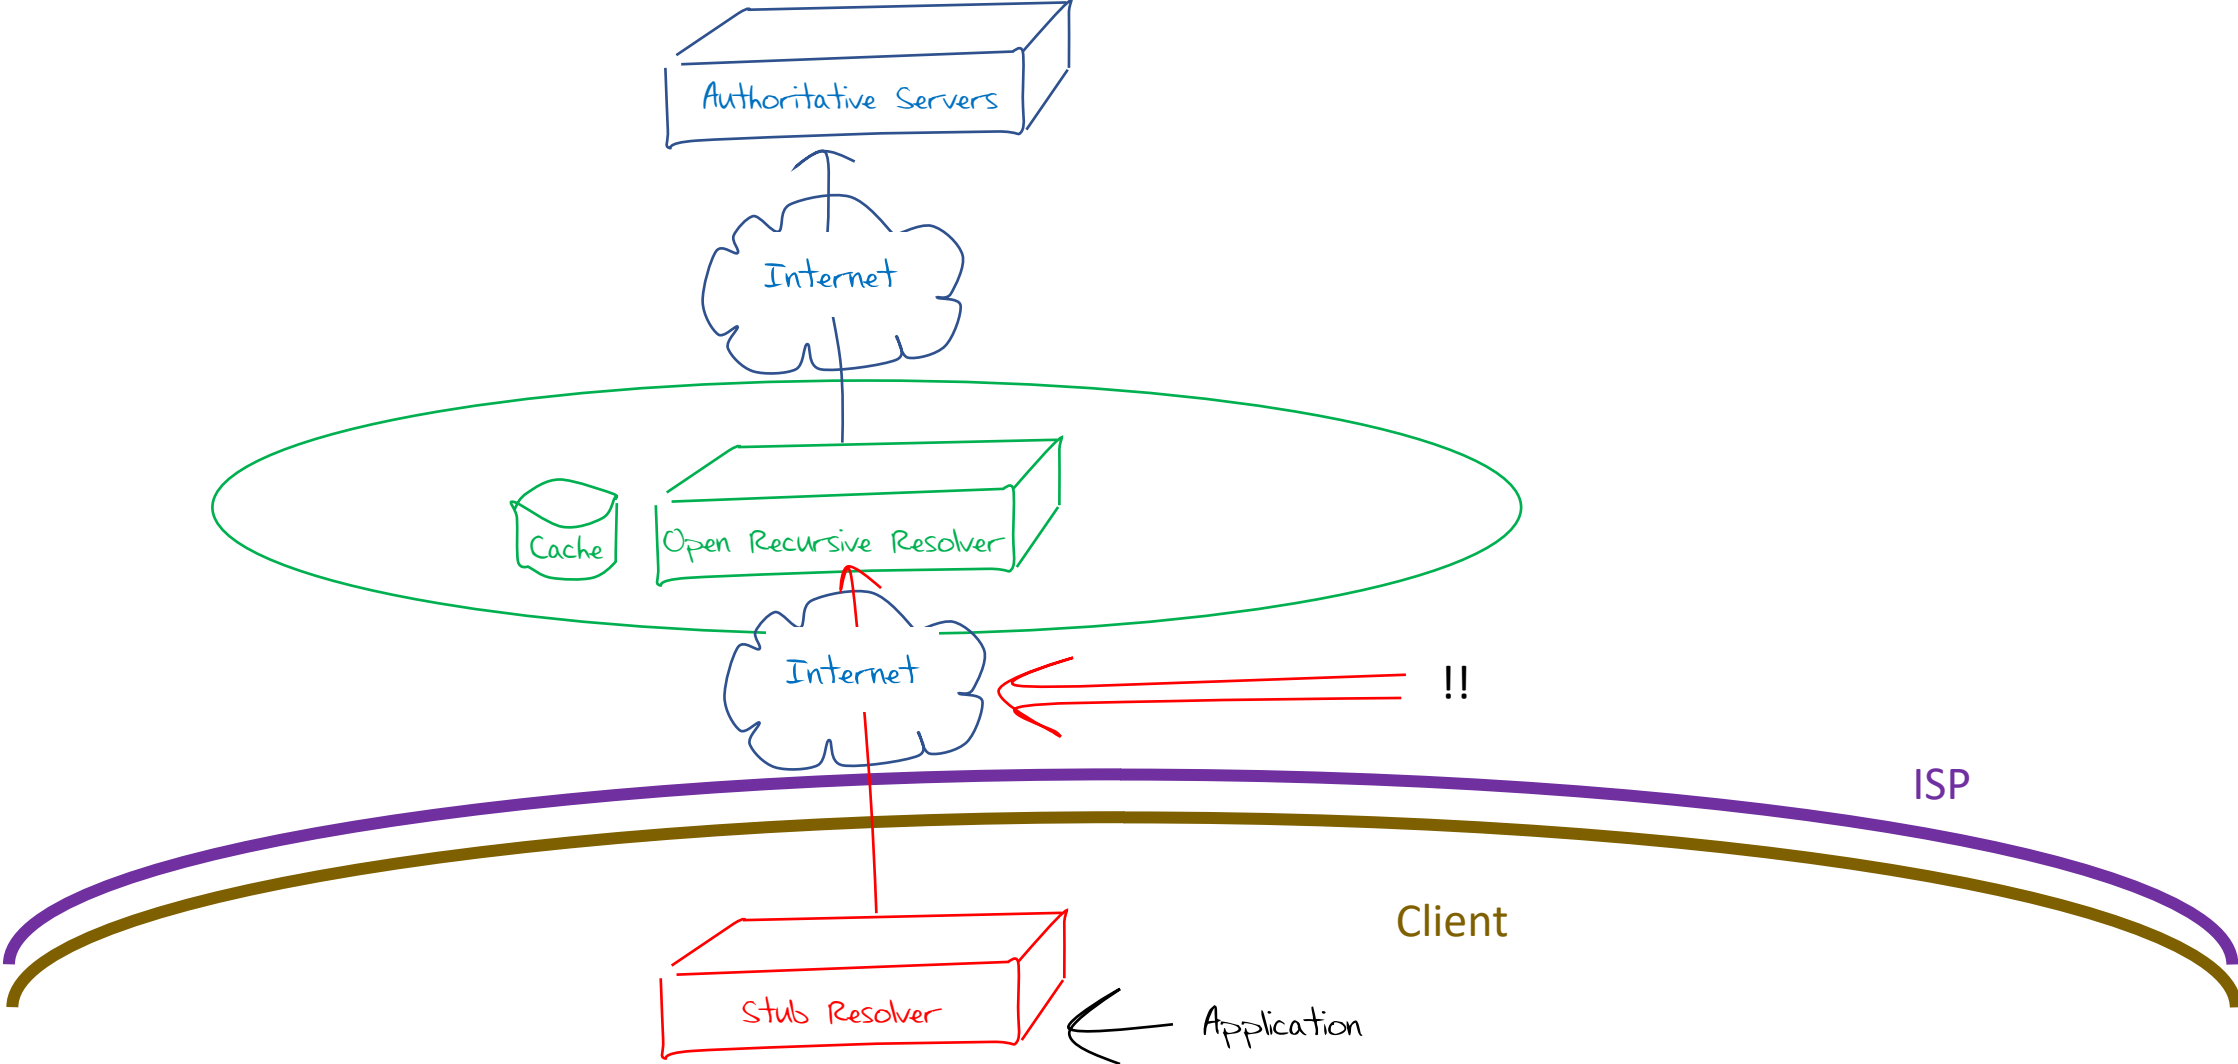 Authoritative Servers
Internet
Cache
Open Recursive Resolver
Internet
!!
ISP
Client
Stub Resolver
Application